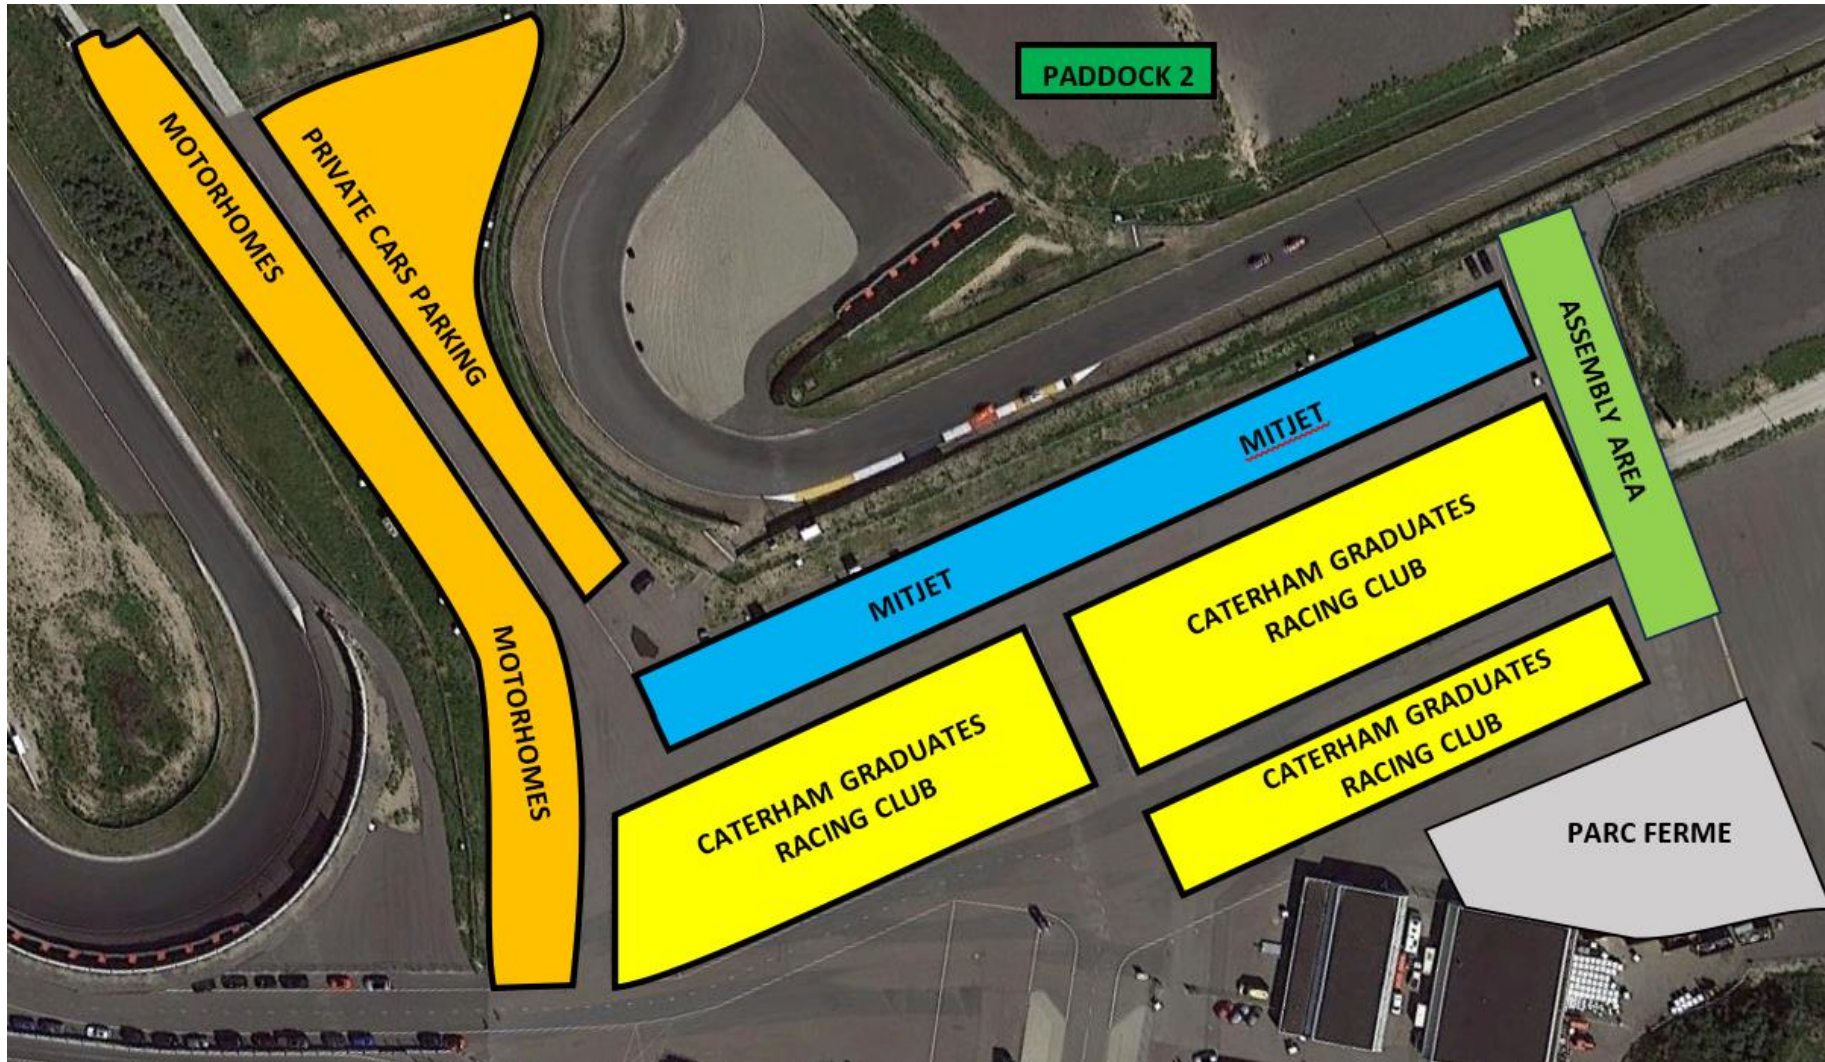 PADDOCK 2
MOTORHOMES
PRIVATE CARS PARKING
ASSEMBLY AREA
MITJET
MITJET
CATERHAM GRADUATES
RACING CLUB
CATERHAM GRADUATES
RACING CLUB
MOTORHOMES
CATERHAM GRADUATES
RACING CLUB
PARC FERME